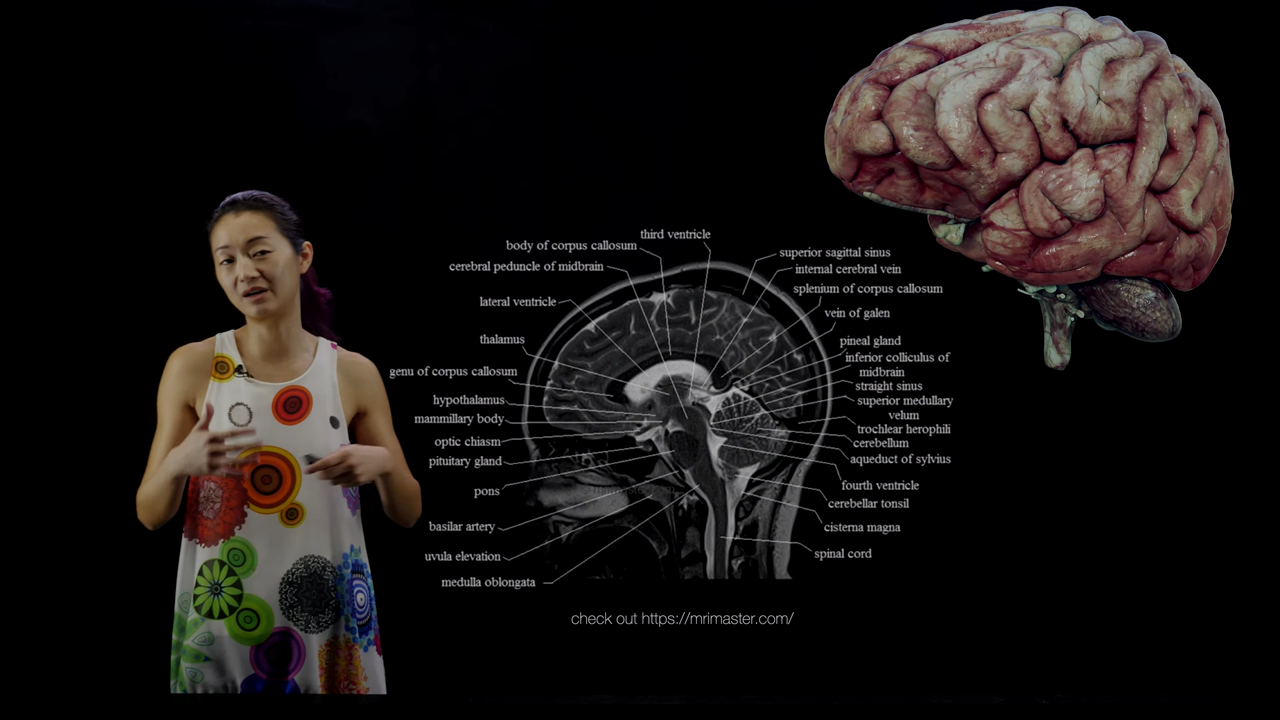 third ventricle
body of corpus callosum
cerebral peduncle of midbrain
lateral ventricle
thalamus
genu of corpus callosum
hypothalamus
mammillary body
optic chiasm
pituitary gland
pons
basilar artery
uvula elevation
medulla oblongata
superior sagittal sinus
internal cerebral vein
splenium of corpus callosum
vein of galen
pineal gland
inferior colliculus of
midbrain
straight sinus
superior medullary
velum
trochlear herophili
cerebellum
aqueduct of sylvius
fourth ventricle
cerebellar tonsil
cisterna magna
spinal cord
check out https://mrimaster.com/